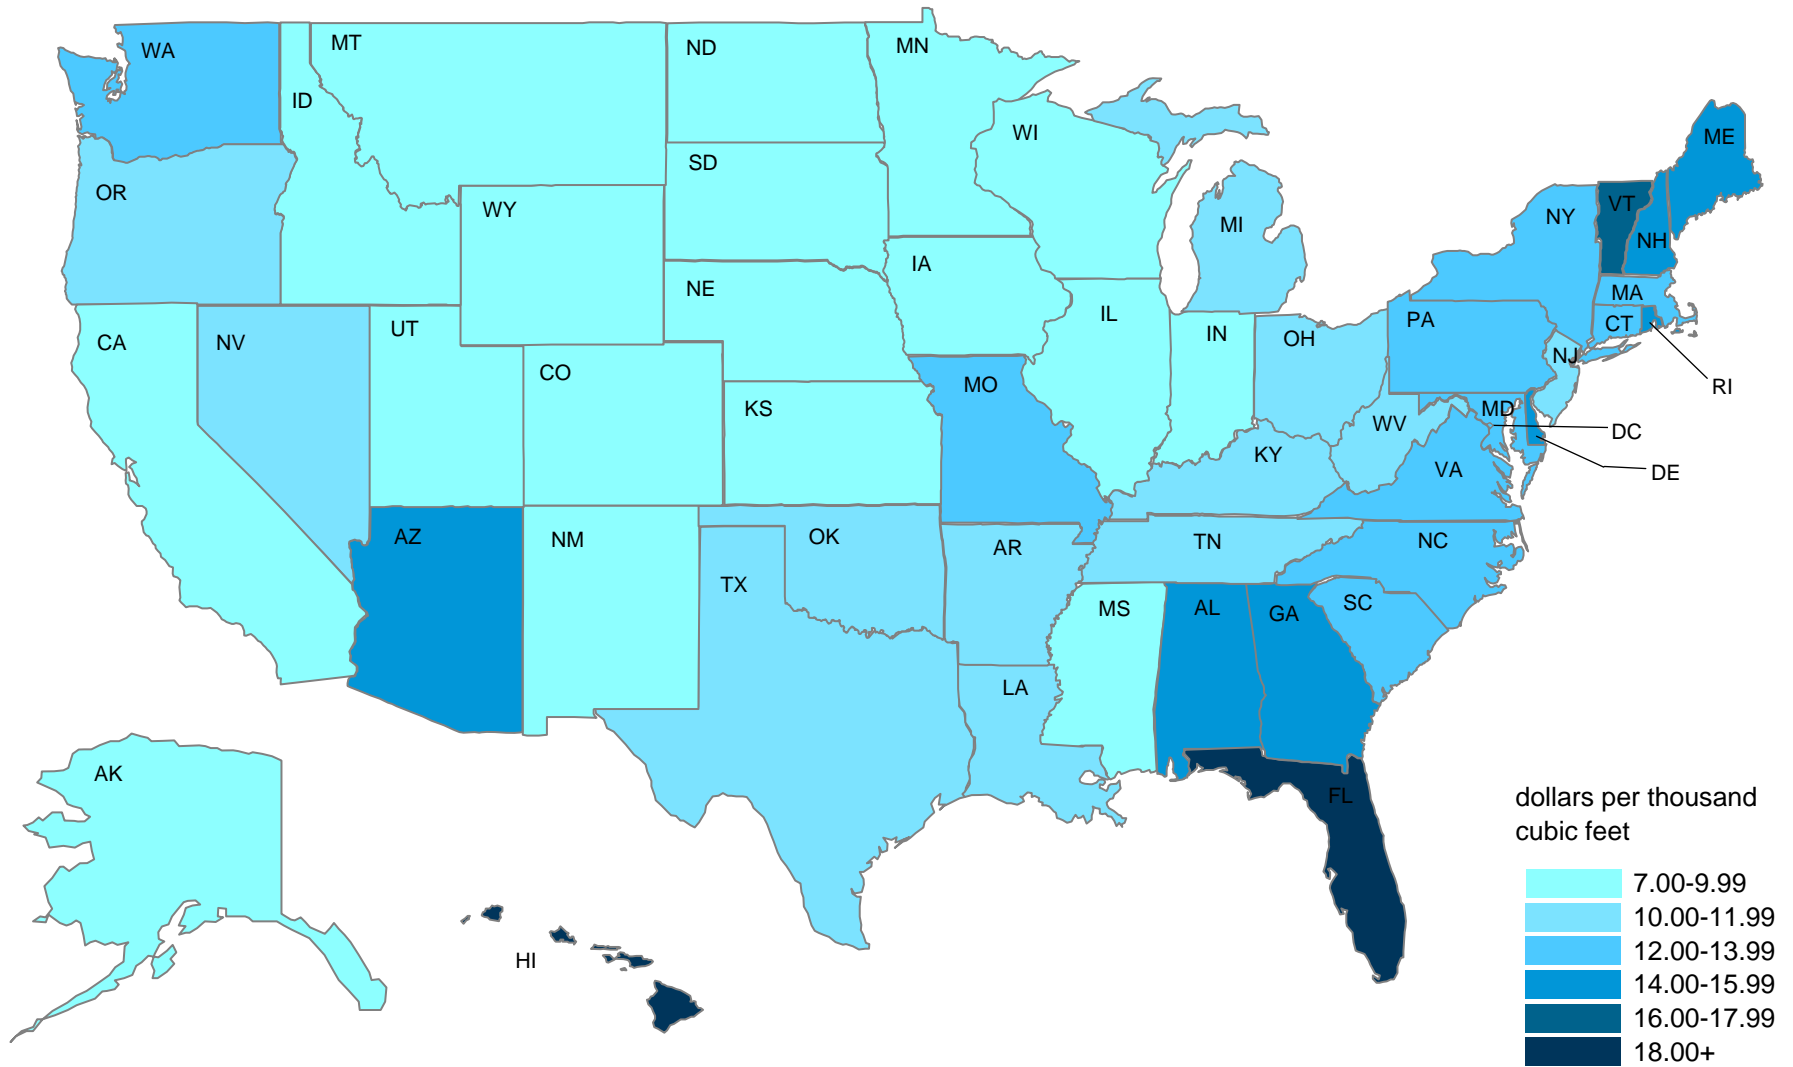 WA
MT
ND
MN
ID
WI
ME
SD
OR
WY
NY
VT
MI
NH
IA
NE
MA
IL
PA
CT
UT
IN
OH
CA
NV
NJ
CO
MO
RI
KS
MD
WV
DC
KY
VA
DE
AZ
NM
OK
AR
TN
NC
TX
MS
AL
GA
SC
LA
AK
FL
HI
dollars per thousand
cubic feet
7.00-9.99
10.00-11.99
12.00-13.99
14.00-15.99
16.00-17.99
18.00+